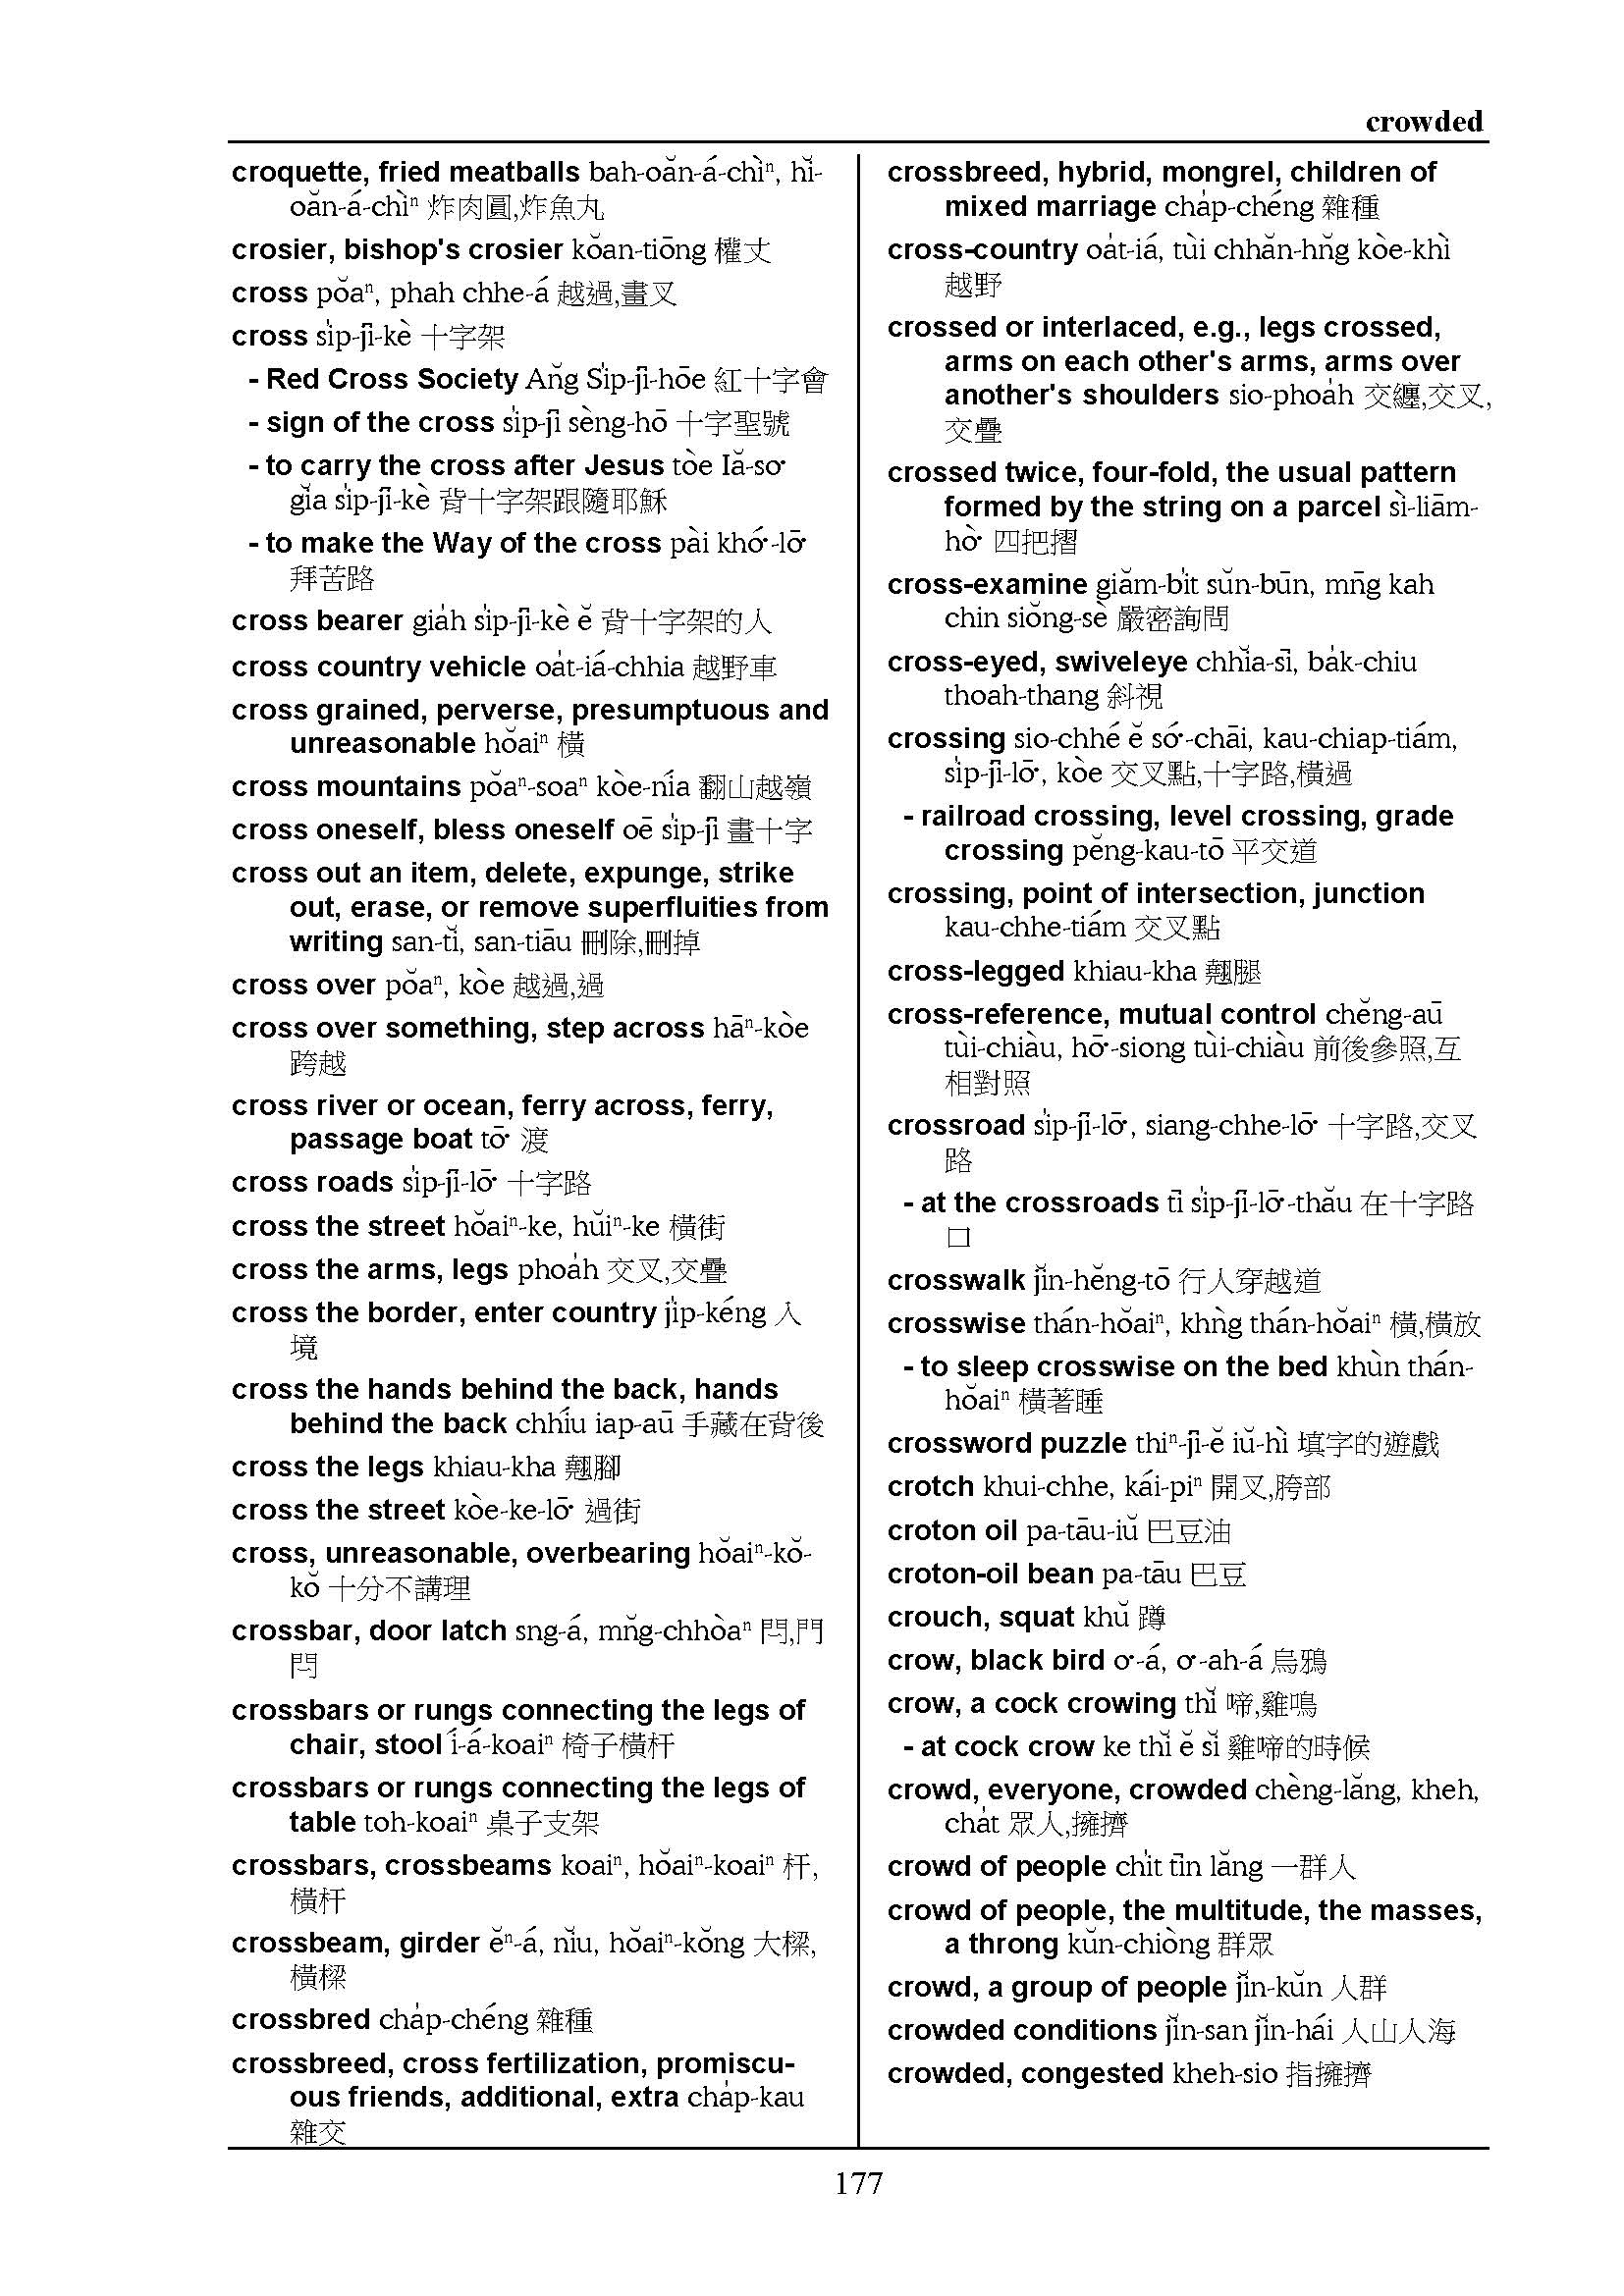 crowded
croquette, fried meatballs bah-oăn-á-chìⁿ, hĭ-
oăn-á-chìⁿ 炸肉圓,炸魚丸
crosier, bishop's crosier kŏan-tiōng 權丈
cross pŏaⁿ, phah chhe-á 越過,畫叉
cross si̍p-jī-kè 十字架
- Red Cross Society Ăng Si̍p-jī-hōe 紅十字會
- sign of the cross si̍p-jī sèng-hō 十字聖號
- to carry the cross after Jesus tòe Iă-so͘
gĭa si̍p-jī-kè 背十字架跟隨耶穌
- to make the Way of the cross pài khó͘-lō͘
拜苦路
cross bearer gia̍h si̍p-jī-kè ĕ 背十字架的人
cross country vehicle oa̍t-iá-chhia 越野車
cross grained, perverse, presumptuous and
unreasonable hŏaiⁿ 橫
cross mountains pŏaⁿ-soaⁿ kòe-nía 翻山越嶺
cross oneself, bless oneself oē si̍p-jī 畫十字
cross out an item, delete, expunge, strike
out, erase, or remove superfluities from
writing san-tĭ, san-tiāu 刪除,刪掉
cross over pŏaⁿ, kòe 越過,過
cross over something, step across hāⁿ-kòe
跨越
cross river or ocean, ferry across, ferry,
passage boat tō͘ 渡
cross roads si̍p-jī-lō͘ 十字路
cross the street hŏaiⁿ-ke, hŭiⁿ-ke 橫街
cross the arms, legs phoa̍h 交叉,交疊
cross the border, enter country ji̍p-kéng 入
境
cross the hands behind the back, hands
behind the back chhíu iap-aū 手藏在背後
cross the legs khiau-kha 翹腳
cross the street kòe-ke-lō͘ 過街
cross, unreasonable, overbearing hŏaiⁿ-kŏ-
kŏ 十分不講理
crossbar, door latch sng-á, mn̆g-chhòaⁿ 閂,門
閂
crossbars or rungs connecting the legs of
chair, stool í-á-koaiⁿ 椅子橫杆
crossbars or rungs connecting the legs of
table toh-koaiⁿ 桌子支架
crossbars, crossbeams koaiⁿ, hŏaiⁿ-koaiⁿ 杆,
橫杆
crossbeam, girder ĕⁿ-á, nĭu, hŏaiⁿ-kŏng 大樑,
橫樑
crossbred cha̍p-chéng 雜種
crossbreed, cross fertilization, promiscu-
ous friends, additional, extra cha̍p-kau
雜交
crossbreed, hybrid, mongrel, children of
mixed marriage cha̍p-chéng 雜種
cross-country oa̍t-iá, tùi chhăn-hn̆g kòe-khì
越野
crossed or interlaced, e.g., legs crossed,
arms on each other's arms, arms over
another's shoulders sio-phoa̍h 交纏,交叉,
交疊
crossed twice, four-fold, the usual pattern
formed by the string on a parcel sì-liām-
hò͘ 四把摺
cross-examine giăm-bi̍t sŭn-būn, mn̄g kah
chin siŏng-sè 嚴密詢問
cross-eyed, swiveleye chhĭa-sī, ba̍k-chiu
thoah-thang 斜視
crossing sio-chhé ĕ só͘-chāi, kau-chiap-tiám,
si̍p-jī-lō͘, kòe 交叉點,十字路,橫過
- railroad crossing, level crossing, grade
crossing pĕng-kau-tō 平交道
crossing, point of intersection, junction
kau-chhe-tiám 交叉點
cross-legged khiau-kha 翹腿
cross-reference, mutual control chĕng-aū
tùi-chiàu, hō͘-siong tùi-chiàu 前後參照,互
相對照
crossroad si̍p-jī-lō͘, siang-chhe-lō͘ 十字路,交叉
路
- at the crossroads tī si̍p-jī-lō͘-thău 在十字路
口
crosswalk jĭn-hĕng-tō 行人穿越道
crosswise thán-hŏaiⁿ, khǹg thán-hŏaiⁿ 橫,橫放
- to sleep crosswise on the bed khùn thán-
hŏaiⁿ 橫著睡
crossword puzzle thiⁿ-jī-ĕ iŭ-hì 填字的遊戲
crotch khui-chhe, kái-piⁿ 開叉,胯部
croton oil pa-tāu-iŭ 巴豆油
croton-oil bean pa-tāu 巴豆
crouch, squat khŭ 蹲
crow, black bird o͘-á, o͘-ah-á 烏鴉
crow, a cock crowing thĭ 啼,雞鳴
- at cock crow ke thĭ ĕ sĭ 雞啼的時候
crowd, everyone, crowded chèng-lăng, kheh,
cha̍t 眾人,擁擠
crowd of people chi̍t tīn lăng 一群人
crowd of people, the multitude, the masses,
a throng kŭn-chiòng 群眾
crowd, a group of people jĭn-kŭn 人群
crowded conditions jĭn-san jĭn-hái 人山人海
crowded, congested kheh-sio 指擁擠
177